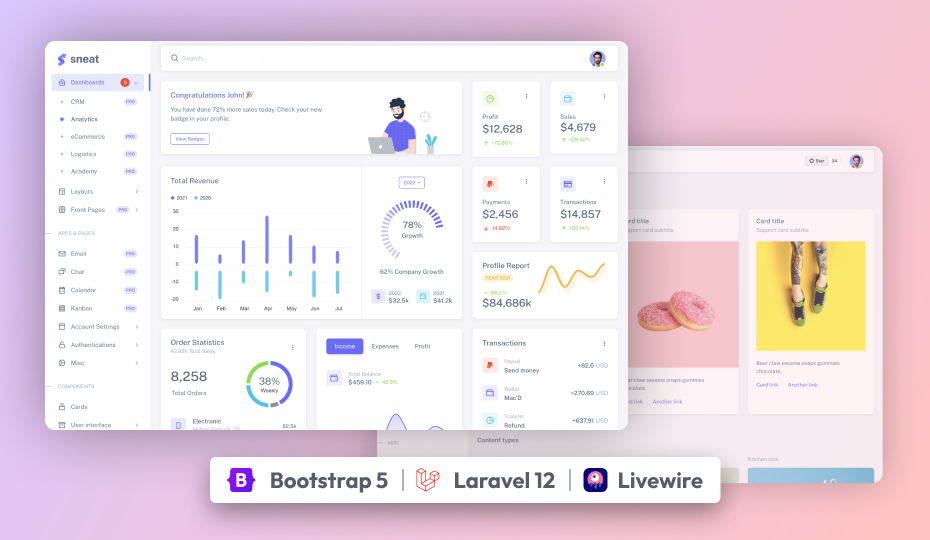 sneat
Search...
Dashboards 5
CRM PRO
Analytics
eCommerce PRO
Logistics PRO
Academy PRO
Layouts
Front Pages PRO
APPS & PAGES
Email PRO
Chat PRO
Calendar PRO
Kanban PRO
Account Settings
Authentications
Misc
COMPONENTS
Cards
User interface
Congratulations John!🎉
You have done 72% more sales today. Check your new
badge in your profile.
View Badges
Profit
$12,628
+72.80%
Sales
$4,679
+28.42%
Total Revenue
2021 2020
30
20
10
0
-10
-20
Jan Feb Mar Apr May Jun Jul
2022
78%
Growth
62% Company Growth
$ 2022
$32.5k
2021
$41.2k
Payments
$2,456
-14.82%
Transactions
$14,857
+28.14%
Profile Report
YEAR 2021
68.2%
$84,686k
Order Statistics
42.82k Total Sales
8,258
Total Orders
38%
Weekly
Electronic
82.5k
Income Expenses Profit
Total Balance
$459.10 42.9%
Transactions
Paypal
Send money
+82.6 USD
Wallet
Mac'D
+270.69 USD
Transfer
Refund
+637.91 USD
Star 34
rd title
Support card subtitle
ear claw sesame snaps gummies
ocolate.
rd link Another link
Card title
Support card subtitle
Bear claw sesame snaps gummies
chocolate.
Card link Another link
MISC
Content types
Kitchen sink
B Bootstrap 5 | Laravel 12 | Livewire